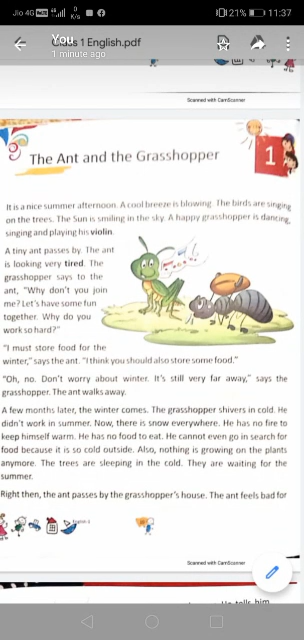 Jio 4G
0 K/s
21%
11:37
Class 1 English.pdf
You
1 minute ago
Scanned with CamScanner
The Ant and the Grasshopper
1
It is a nice summer afternoon. A cool breeze is blowing. The birds are singing
on the trees. The Sun is smiling in the sky. A happy grasshopper is dancing,
singing and playing his violin.
A tiny ant passes by. The ant
is looking very tired. The
grasshopper says to the
ant, "Why don't you join
me? Let's have some fun
together. Why do you
work so hard?"
"I must store food for the
winter," says the ant. "I think you should also store some food."
"Oh, no. Don't worry about winter. It's still very far away," says the
grasshopper. The ant walks away.
A few months later, the winter comes. The grasshopper shivers in cold. He
didn't work in summer. Now, there is snow everywhere. He has no fire to
keep himself warm. He has no food to eat. He cannot even go in search for
food because it is so cold outside. Also, nothing is growing on the plants
anymore. The trees are sleeping in the cold. They are waiting for the
summer.
Right then, the ant passes by the grasshopper's house. The ant feels bad for
Scanned with CamScanner